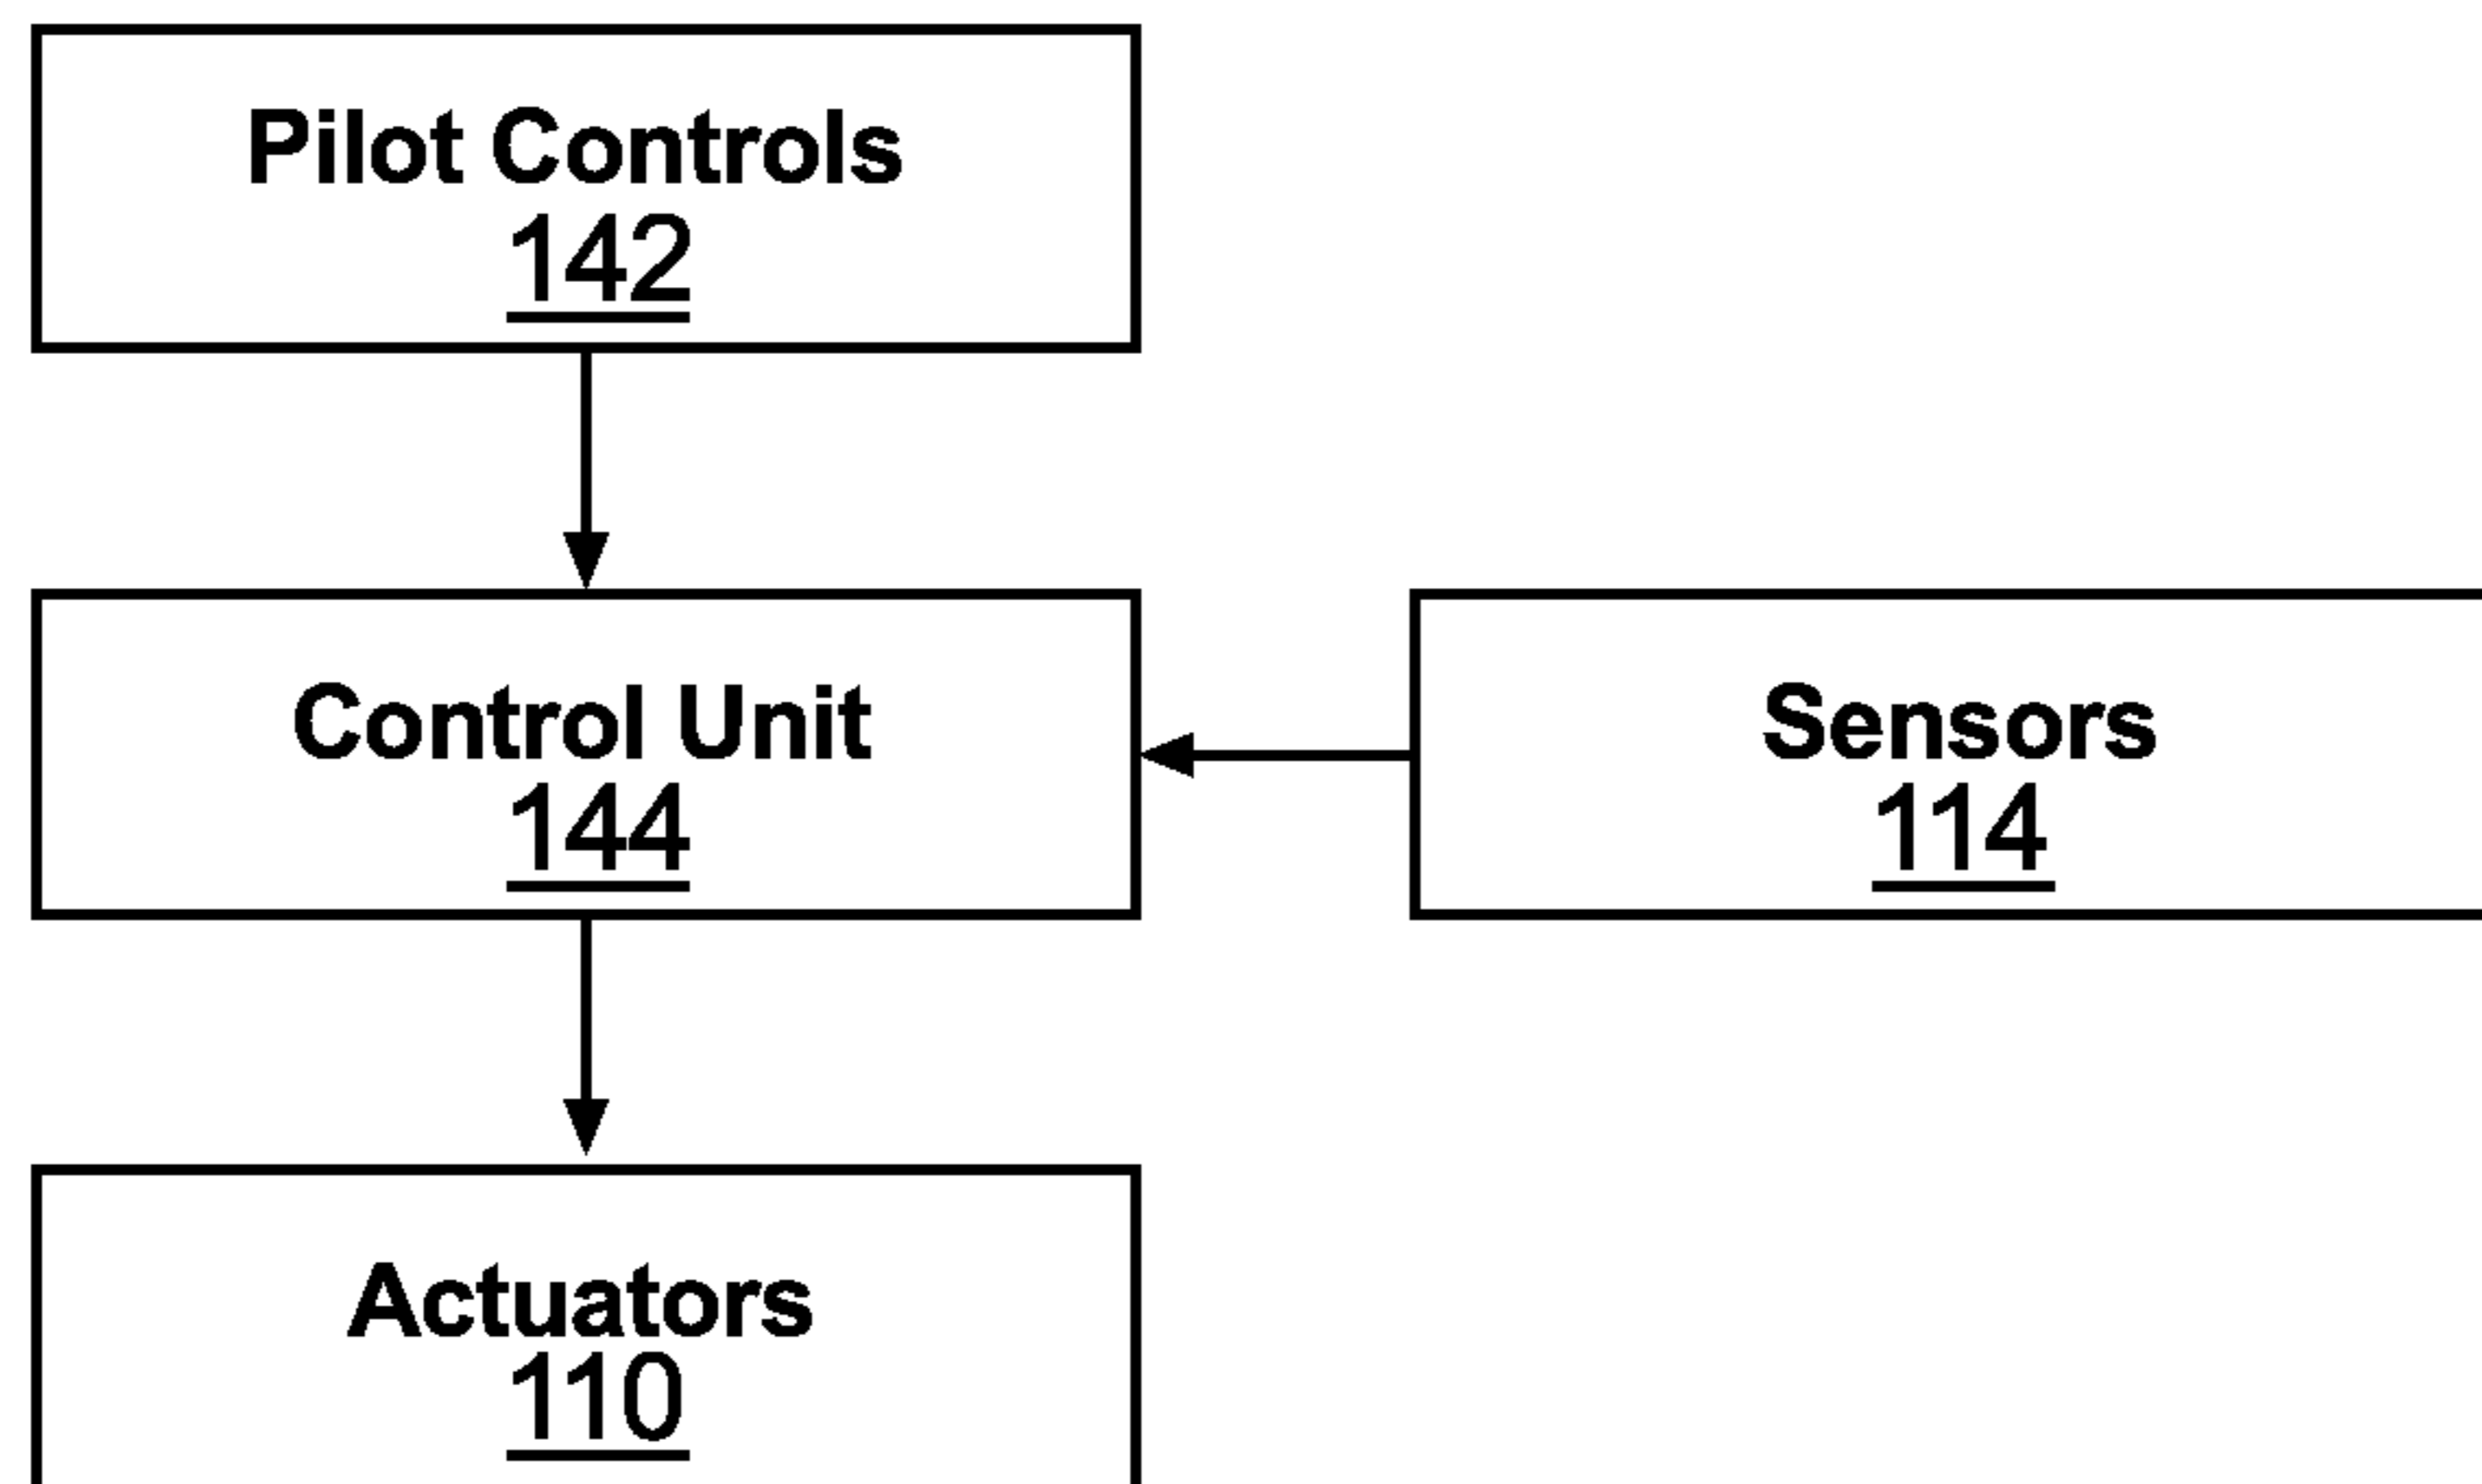 Pilot Controls
142
Control Unit
144
Sensors
114
Actuators
110